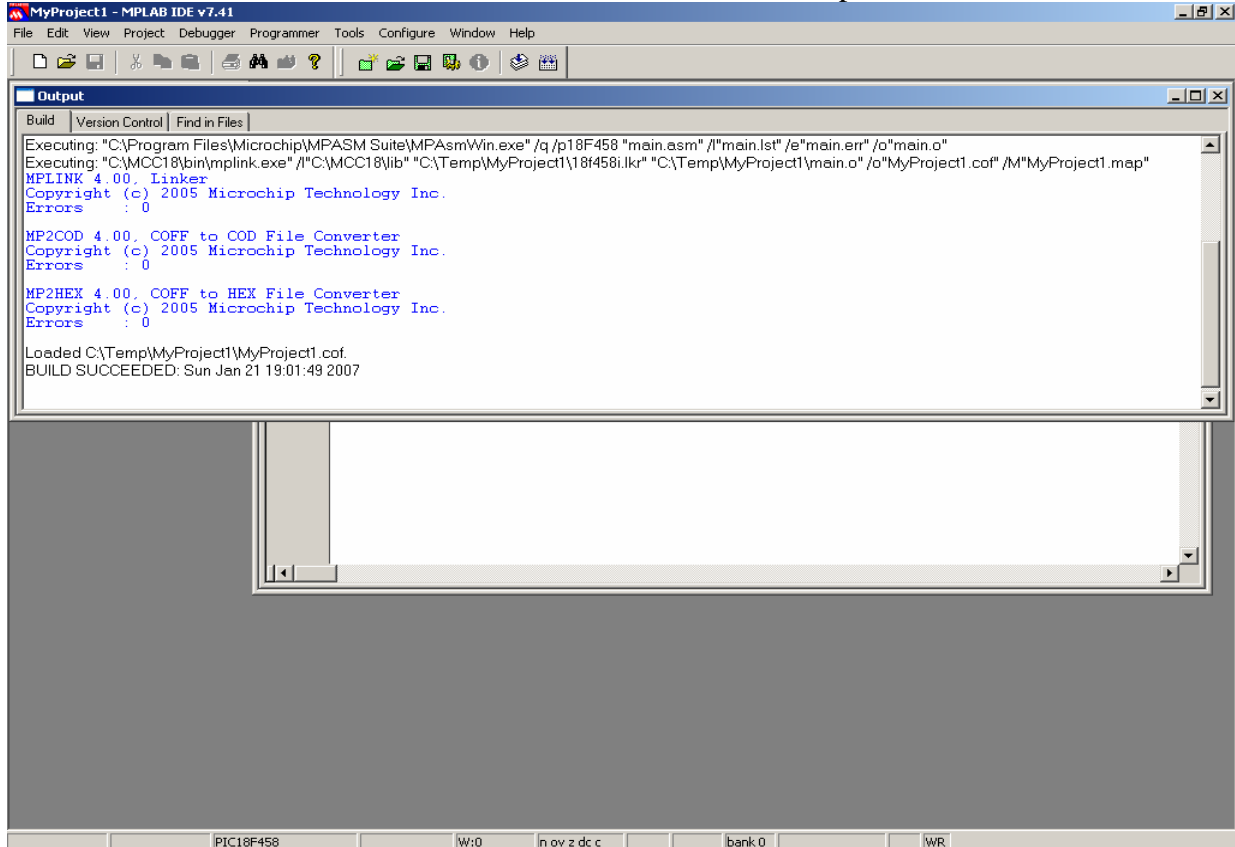 MyProject1 - MPLAB IDE v7.41
File Edit View Project Debugger Programmer Tools Configure Window Help
Output
Build Version Control Find in Files
Executing: "C:\Program Files\Microchip\MPASM Suite\MPAsmWin.exe" /q /p18F458 "main.asm" /l"main.lst" /e"main.err" /o"main.o"
Executing: "C:\MCC18\bin\mplink.exe" /l"C:\MCC18\lib" "C:\Temp\MyProject1\18f458i.lkr" "C:\Temp\MyProject1\main.o" /o"MyProject1.cof" /M"MyProject1.map"
MPLINK 4.00, Linker
Copyright (c) 2005 Microchip Technology Inc.
Errors : 0
MP2COD 4.00, COFF to COD File Converter
Copyright (c) 2005 Microchip Technology Inc.
Errors : 0
MP2HEX 4.00, COFF to HEX File Converter
Copyright (c) 2005 Microchip Technology Inc.
Errors : 0
Loaded C:\Temp\MyProject1\MyProject1.cof.
BUILD SUCCEEDED: Sun Jan 21 19:01:49 2007
PIC18F458 W:0 n ov z dc c bank 0 WR